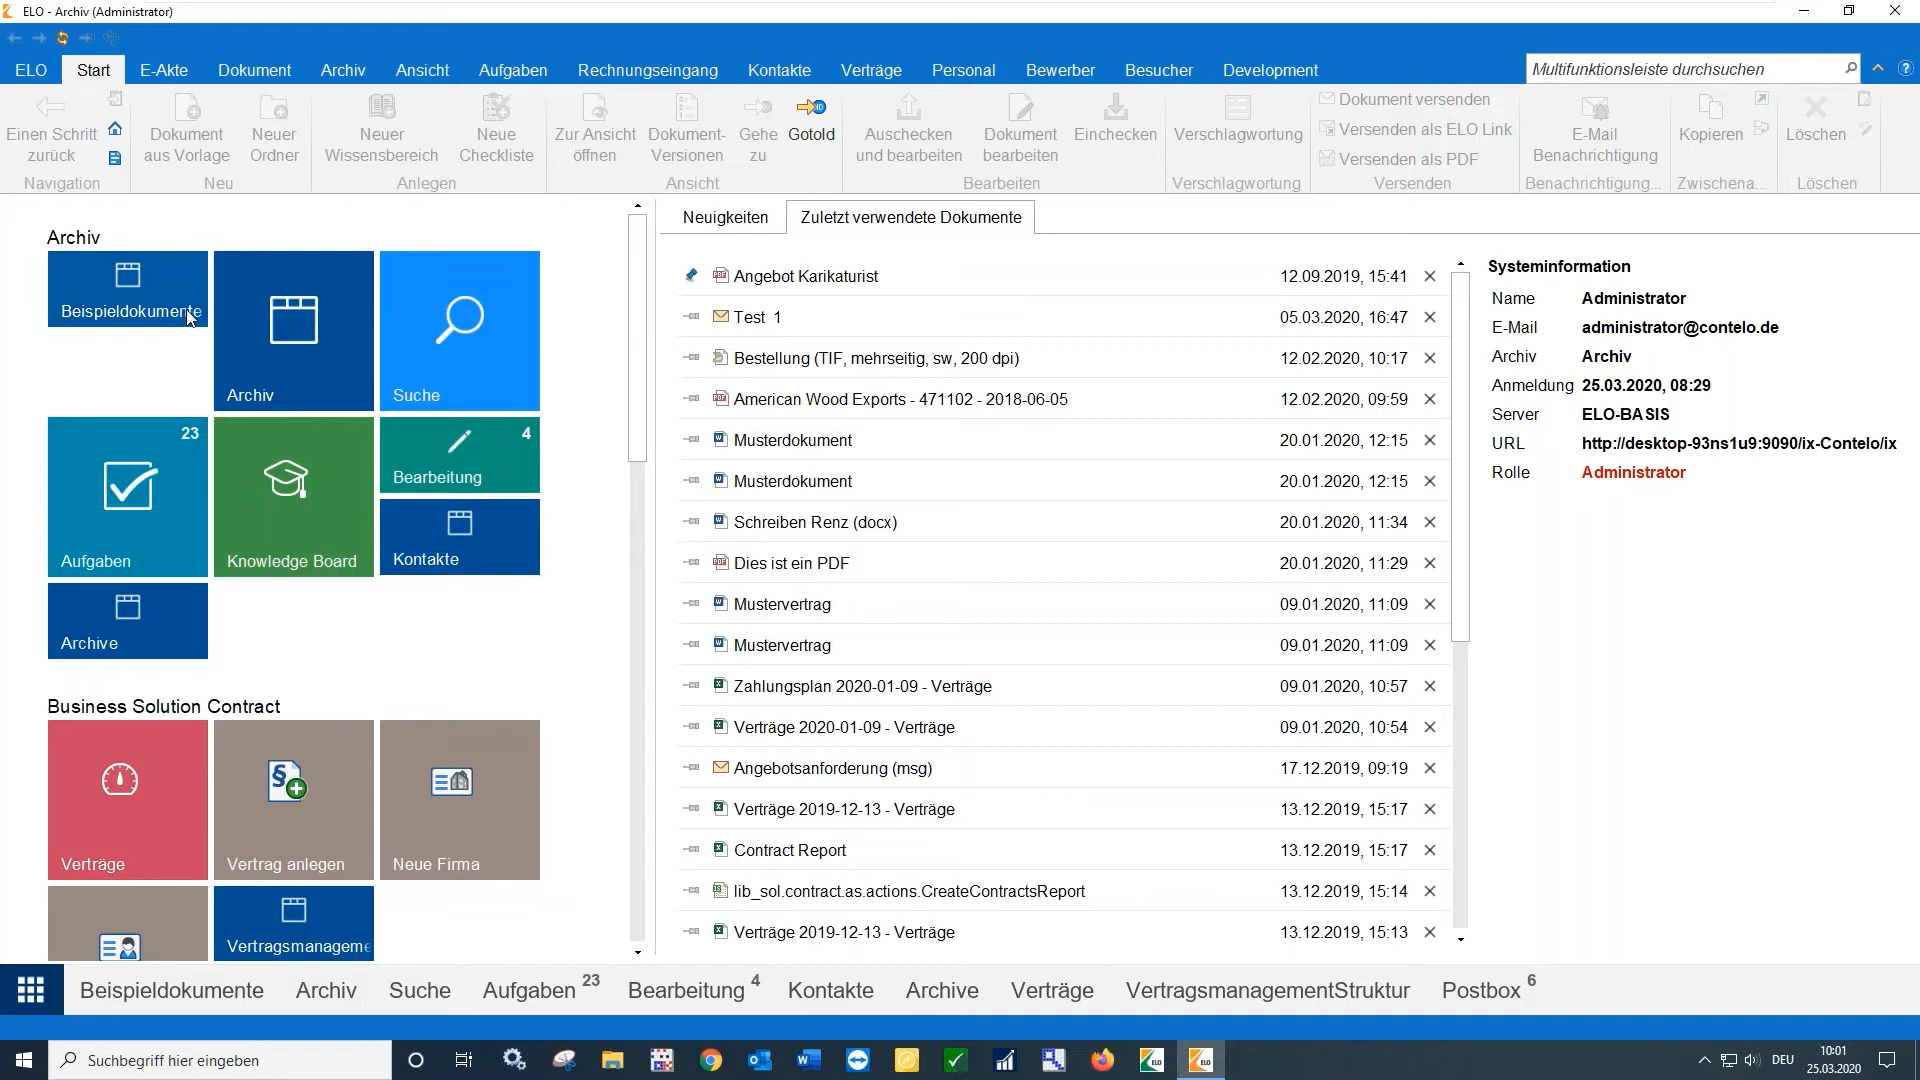 ELO - Archiv (Administrator)
ELO Start E-Akte Dokument Archiv Ansicht Aufgaben Rechnungseingang Kontakte Verträge Personal Bewerber Besucher Development
Multifunktionsleiste durchsuchen
Einen Schritt
zurück
Navigation
Dokument
aus Vorlage
Neuer
Ordner
Neu
Neuer
Wissensbereich
Neue
Checkliste
Anlegen
Zur Ansicht
öffnen
Dokument-
Versionen
Gehe
zu
GotoId
Ansicht
Auschecken
und bearbeiten
Dokument
bearbeiten
Einchecken
Bearbeiten
Verschlagwortung
Verschlagwortung
Dokument versenden
Versenden als ELO Link
Versenden als PDF
Versenden
E-Mail
Benachrichtigung
Benachrichtigung...
Kopieren
Zwischena...
Löschen
Löschen
Archiv
Beispieldokumente
Archiv
Suche
23
Aufgaben
Knowledge Board
4
Bearbeitung
Kontakte
Archive
Business Solution Contract
Verträge
Vertrag anlegen
Neue Firma
Vertragsmanageme
Neuigkeiten
Zuletzt verwendete Dokumente
Angebot Karikaturist 12.09.2019, 15:41
Test 1 05.03.2020, 16:47
Bestellung (TIF, mehrseitig, sw, 200 dpi) 12.02.2020, 10:17
American Wood Exports - 471102 - 2018-06-05 12.02.2020, 09:59
Musterdokument 20.01.2020, 12:15
Musterdokument 20.01.2020, 12:15
Schreiben Renz (docx) 20.01.2020, 11:34
Dies ist ein PDF 20.01.2020, 11:29
Mustervertrag 09.01.2020, 11:09
Mustervertrag 09.01.2020, 11:09
Zahlungsplan 2020-01-09 - Verträge 09.01.2020, 10:57
Verträge 2020-01-09 - Verträge 09.01.2020, 10:54
Angebotsanforderung (msg) 17.12.2019, 09:19
Verträge 2019-12-13 - Verträge 13.12.2019, 15:17
Contract Report 13.12.2019, 15:17
lib_sol.contract.as.actions.CreateContractsReport 13.12.2019, 15:14
Verträge 2019-12-13 - Verträge 13.12.2019, 15:13
Systeminformation
Name Administrator
E-Mail administrator@contelo.de
Archiv Archiv
Anmeldung 25.03.2020, 08:29
Server ELO-BASIS
URL http://desktop-93ns1u9:9090/ix-Contelo/ix
Rolle Administrator
Beispieldokumente Archiv Suche Aufgaben 23 Bearbeitung 4 Kontakte Archive Verträge VertragsmanagementStruktur Postbox 6
Suchbegriff hier eingeben
DEU
10:01
25.03.2020